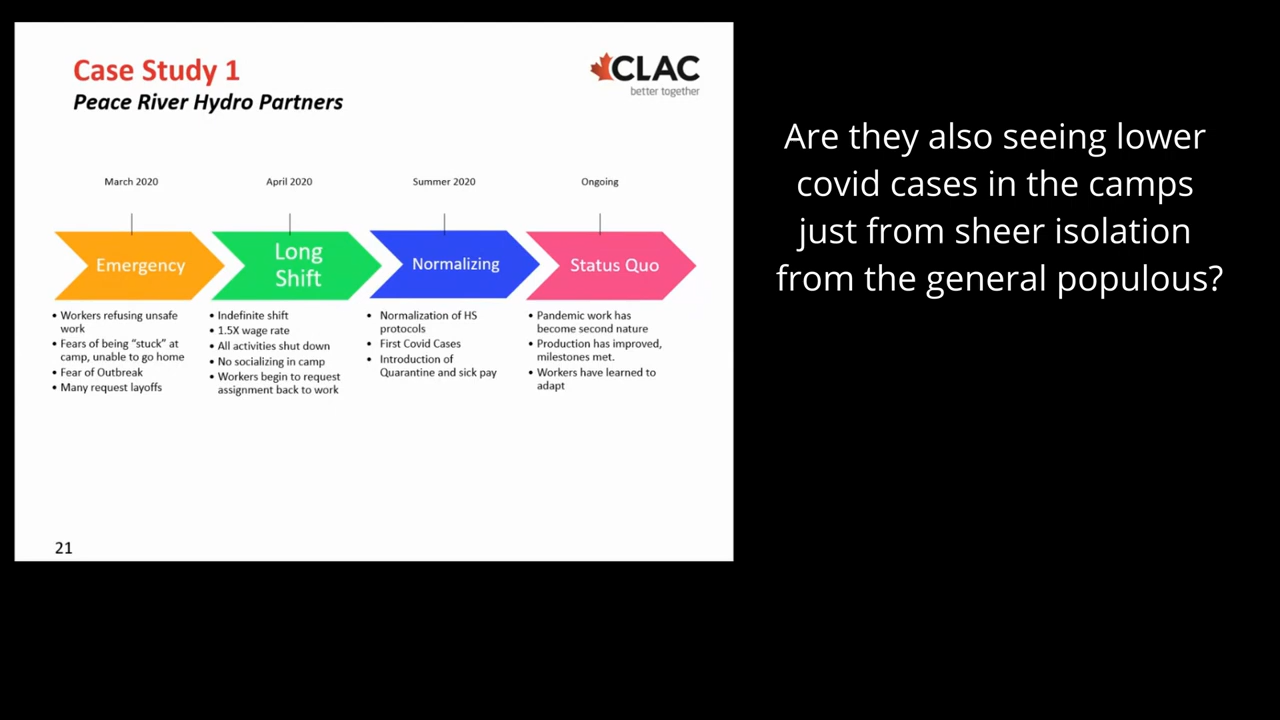 Case Study 1
Peace River Hydro Partners
CLAC
better together
March 2020
April 2020
Summer 2020
Ongoing
Emergency
Long
Shift
Normalizing
Status Quo
• Workers refusing unsafe
work
• Fears of being “stuck” at
camp, unable to go home
• Fear of Outbreak
• Many request layoffs
• Indefinite shift
• 1.5X wage rate
• All activities shut down
• No socializing in camp
• Workers begin to request
assignment back to work
• Normalization of HS
protocols
• First Covid Cases
• Introduction of
Quarantine and sick pay
• Pandemic work has
become second nature
• Production has improved,
milestones met.
• Workers have learned to
adapt
21
Are they also seeing lower
covid cases in the camps
just from sheer isolation
from the general populous?